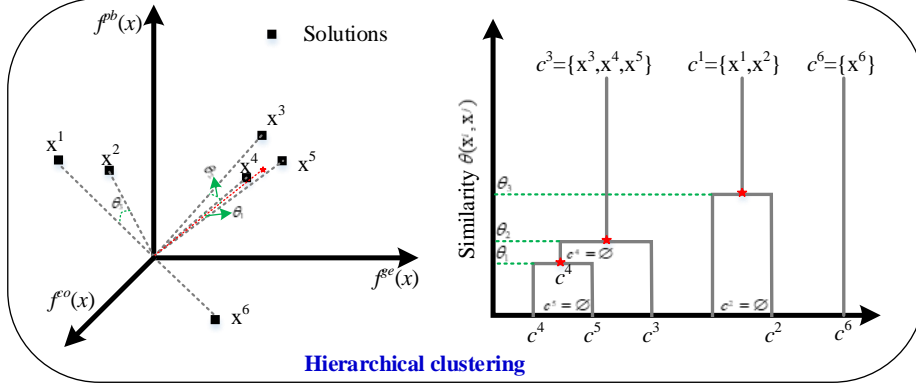 f^{pb}(x)
Solutions
x^1
x^2
x^3
x^4
x^5
x^6
θ_1
f^{ge}(x)
f^{co}(x)
c^3={x^3,x^4,x^5}
c^1={x^1,x^2}
c^6={x^6}
Similarity θ(x^i, x^j)
θ_3
θ_2
θ_1
c^4 = ∅
c^4
c^5 = ∅
c^2 = ∅
c^4
c^5
c^3
c^2
c^6
Hierarchical clustering